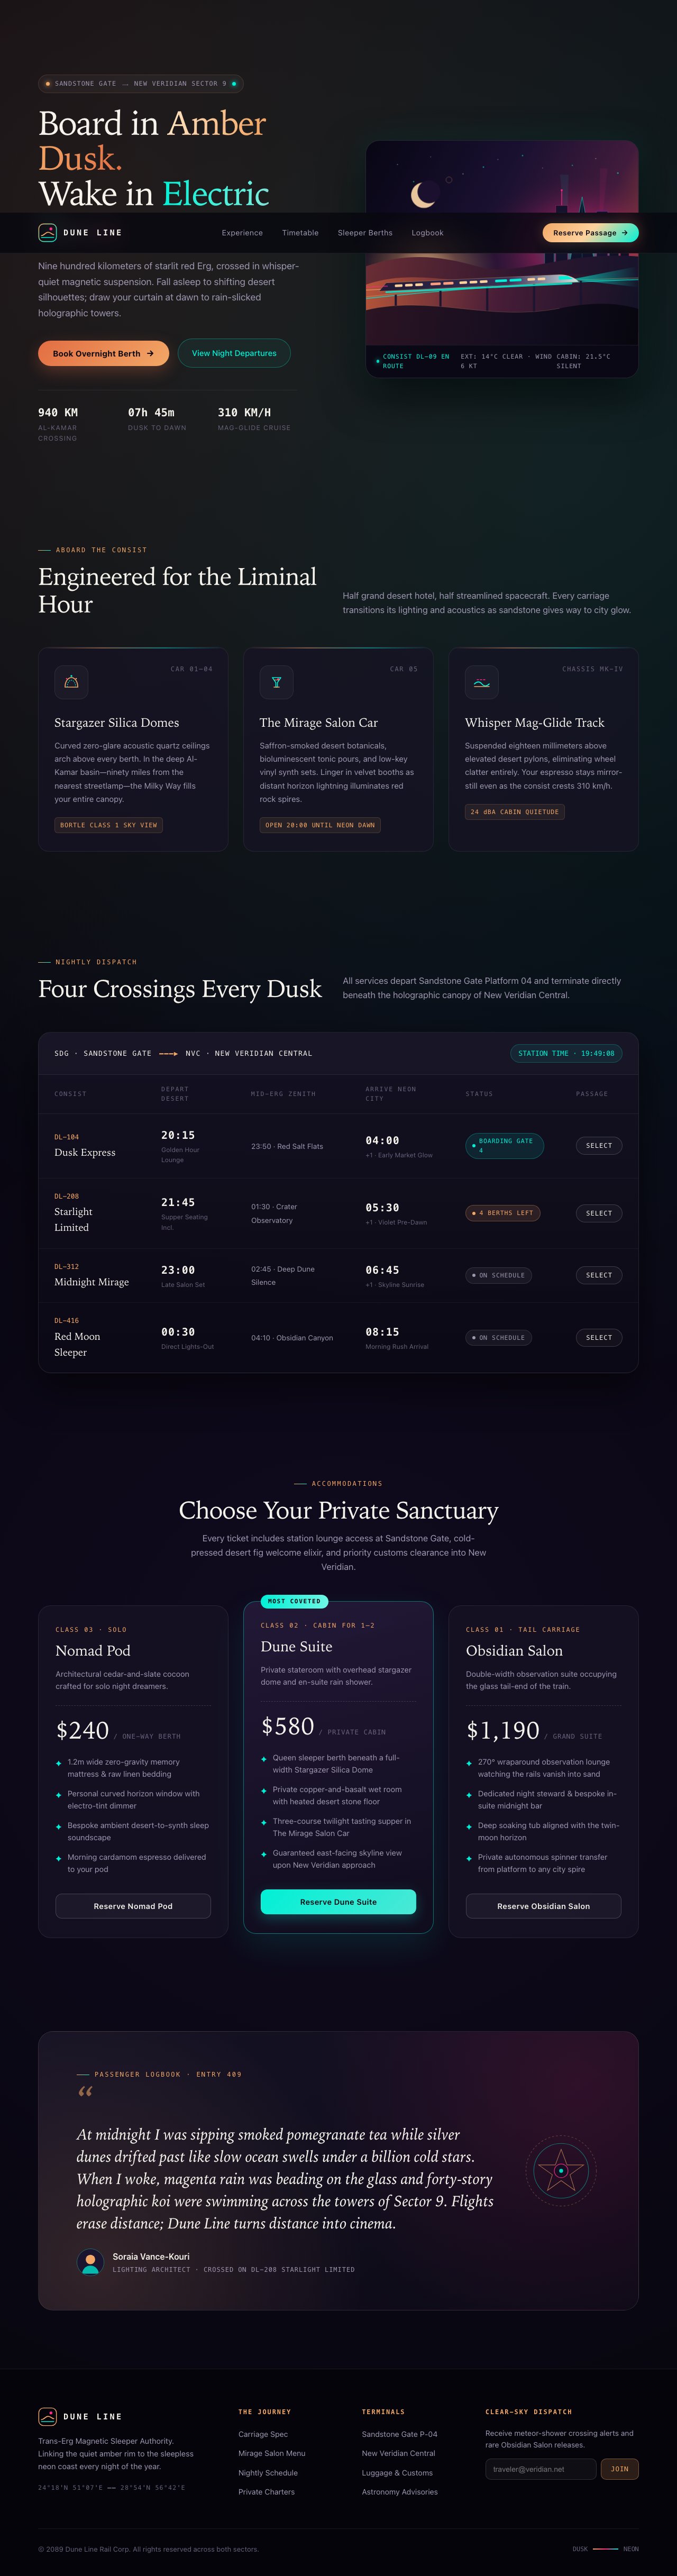 SANDSTONE GATE → NEW VERIDIAN SECTOR 9
Board in Amber
Dusk.
Wake in Electric
DUNE LINE
Experience
Timetable
Sleeper Berths
Logbook
Reserve Passage →
Nine hundred kilometers of starlit red Erg, crossed in whisper-
quiet magnetic suspension. Fall asleep to shifting desert
silhouettes; draw your curtain at dawn to rain-slicked
holographic towers.
Book Overnight Berth →
View Night Departures
CONSIST DL-09 EN
ROUTE
EXT: 14°C CLEAR · WIND
6 KT
CABIN: 21.5°C
SILENT
940 KM
AL-KAMAR
CROSSING
07h 45m
DUSK TO DAWN
310 KM/H
MAG-GLIDE CRUISE
ABOARD THE CONSIST
Engineered for the Liminal
Hour
Half grand desert hotel, half streamlined spacecraft. Every carriage
transitions its lighting and acoustics as sandstone gives way to city glow.
CAR 01–04
Stargazer Silica Domes
Curved zero-glare acoustic quartz ceilings
arch above every berth. In the deep Al-
Kamar basin—ninety miles from the
nearest streetlamp—the Milky Way fills
your entire canopy.
BORTLE CLASS 1 SKY VIEW
CAR 05
The Mirage Salon Car
Saffron-smoked desert botanicals,
bioluminescent tonic pours, and low-key
vinyl synth sets. Linger in velvet booths as
distant horizon lightning illuminates red
rock spires.
OPEN 20:00 UNTIL NEON DAWN
CHASSIS MK-IV
Whisper Mag-Glide Track
Suspended eighteen millimeters above
elevated desert pylons, eliminating wheel
clatter entirely. Your espresso stays mirror-
still even as the consist crests 310 km/h.
24 dBA CABIN QUIETUDE
NIGHTLY DISPATCH
Four Crossings Every Dusk
All services depart Sandstone Gate Platform 04 and terminate directly
beneath the holographic canopy of New Veridian Central.
SDG · SANDSTONE GATE ———▸ NVC · NEW VERIDIAN CENTRAL
STATION TIME · 19:49:08
CONSIST
DEPART
DESERT
MID-ERG ZENITH
ARRIVE NEON
CITY
STATUS
PASSAGE
DL-104
Dusk Express
20:15
Golden Hour
Lounge
23:50 · Red Salt Flats
04:00
+1 · Early Market Glow
BOARDING GATE
4
SELECT
DL-208
Starlight
Limited
21:45
Supper Seating
Incl.
01:30 · Crater
Observatory
05:30
+1 · Violet Pre-Dawn
4 BERTHS LEFT
SELECT
DL-312
Midnight Mirage
23:00
Late Salon Set
02:45 · Deep Dune
Silence
06:45
+1 · Skyline Sunrise
ON SCHEDULE
SELECT
DL-416
Red Moon
Sleeper
00:30
Direct Lights-Out
04:10 · Obsidian Canyon
08:15
Morning Rush Arrival
ON SCHEDULE
SELECT
ACCOMMODATIONS
Choose Your Private Sanctuary
Every ticket includes station lounge access at Sandstone Gate, cold-
pressed desert fig welcome elixir, and priority customs clearance into New
Veridian.
CLASS 03 · SOLO
Nomad Pod
Architectural cedar-and-slate cocoon
crafted for solo night dreamers.
$240 / ONE-WAY BERTH
1.2m wide zero-gravity memory
mattress & raw linen bedding
Personal curved horizon window with
electro-tint dimmer
Bespoke ambient desert-to-synth sleep
soundscape
Morning cardamom espresso delivered
to your pod
Reserve Nomad Pod
MOST COVETED
CLASS 02 · CABIN FOR 1–2
Dune Suite
Private stateroom with overhead stargazer
dome and en-suite rain shower.
$580 / PRIVATE CABIN
Queen sleeper berth beneath a full-
width Stargazer Silica Dome
Private copper-and-basalt wet room
with heated desert stone floor
Three-course twilight tasting supper in
The Mirage Salon Car
Guaranteed east-facing skyline view
upon New Veridian approach
Reserve Dune Suite
CLASS 01 · TAIL CARRIAGE
Obsidian Salon
Double-width observation suite occupying
the glass tail-end of the train.
$1,190 / GRAND SUITE
270° wraparound observation lounge
watching the rails vanish into sand
Dedicated night steward & bespoke in-
suite midnight bar
Deep soaking tub aligned with the twin-
moon horizon
Private autonomous spinner transfer
from platform to any city spire
Reserve Obsidian Salon
PASSENGER LOGBOOK · ENTRY 409
“
At midnight I was sipping smoked pomegranate tea while silver
dunes drifted past like slow ocean swells under a billion cold stars.
When I woke, magenta rain was beading on the glass and forty-story
holographic koi were swimming across the towers of Sector 9. Flights
erase distance; Dune Line turns distance into cinema.
Soraia Vance-Kouri
LIGHTING ARCHITECT · CROSSED ON DL-208 STARLIGHT LIMITED
DUNE LINE
Trans-Erg Magnetic Sleeper Authority.
Linking the quiet amber rim to the sleepless
neon coast every night of the year.
24°18'N 51°07'E —— 28°54'N 56°42'E
THE JOURNEY
Carriage Spec
Mirage Salon Menu
Nightly Schedule
Private Charters
TERMINALS
Sandstone Gate P-04
New Veridian Central
Luggage & Customs
Astronomy Advisories
CLEAR-SKY DISPATCH
Receive meteor-shower crossing alerts and
rare Obsidian Salon releases.
traveler@veridian.net
JOIN
© 2089 Dune Line Rail Corp. All rights reserved across both sectors.
DUSK
NEON